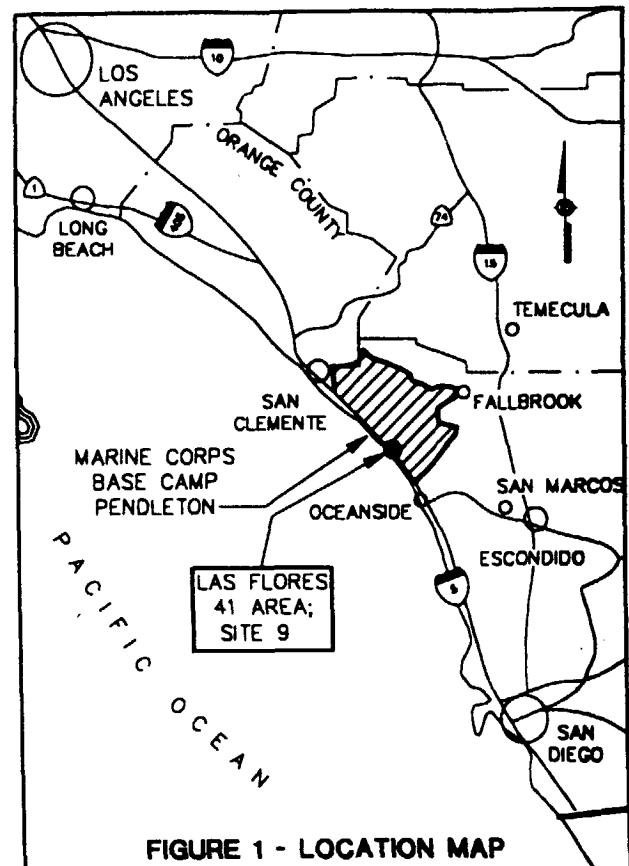 10
LOS
ANGELES
ORANGE COUNTY
1
405
74
LONG
BEACH
15
TEMECULA
SAN
CLEMENTE
FALLBROOK
MARINE CORPS
BASE CAMP
PENDLETON
OCEANSIDE
SAN MARCOS
ESCONDIDO
LAS FLORES
41 AREA;
SITE 9
5
PACIFIC OCEAN
SAN
DIEGO
FIGURE 1 - LOCATION MAP